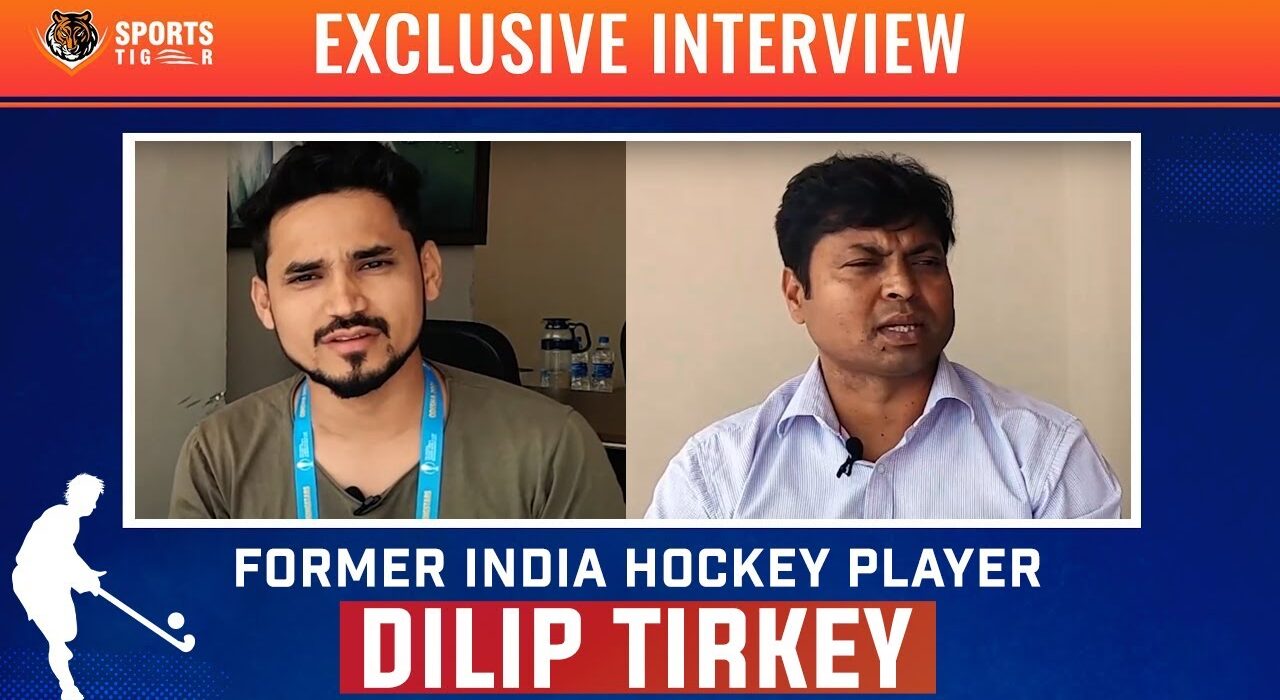 SPORTS
TIGER
EXCLUSIVE INTERVIEW
FORMER INDIA HOCKEY PLAYER
DILIP TIRKEY